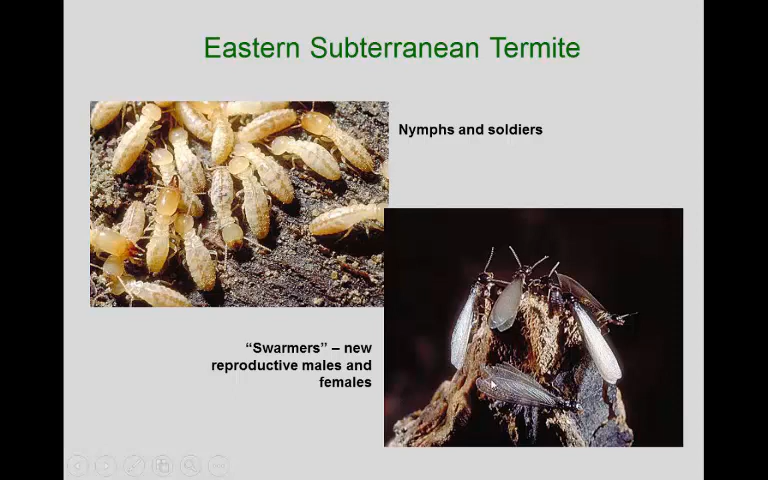 Eastern Subterranean Termite
Nymphs and soldiers
“Swarmers” – new
reproductive males and
females